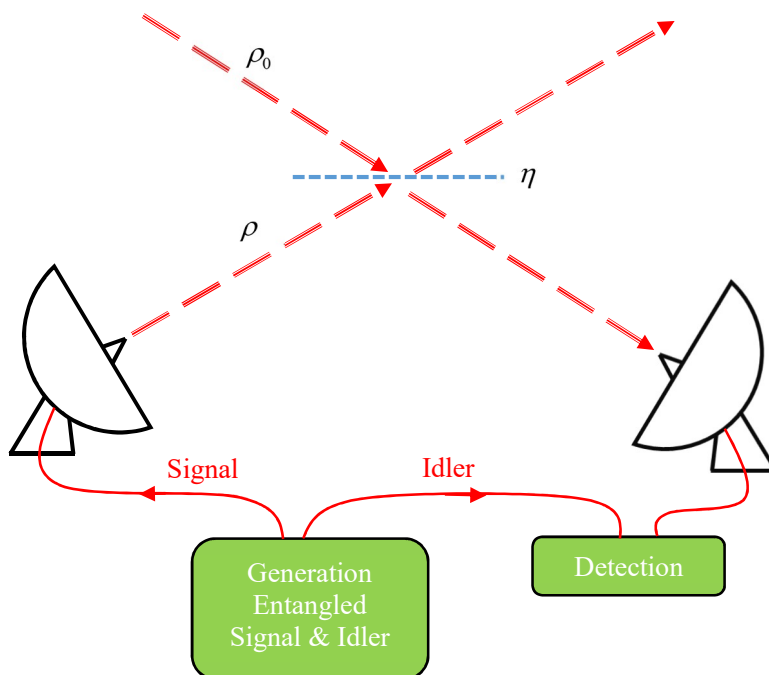 ρ₀
η
ρ
Signal
Idler
Generation
Entangled
Signal & Idler
Detection